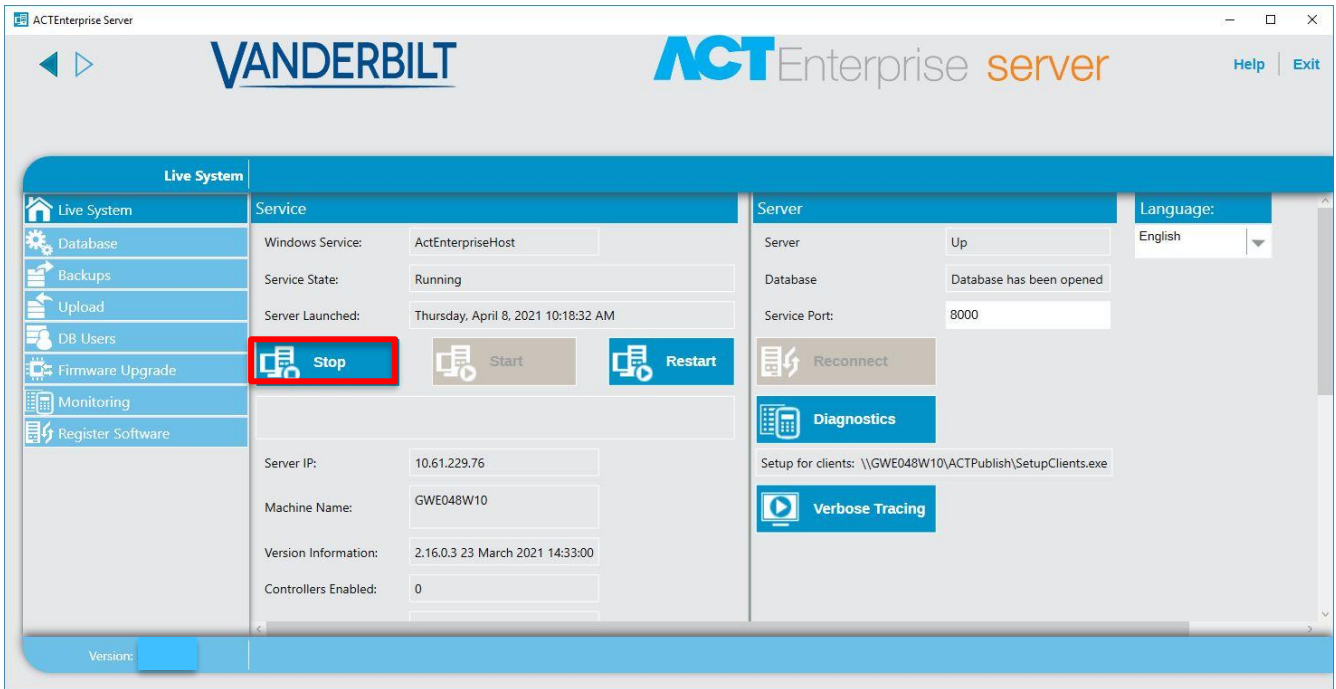 ACTEnterprise Server
VANDERBILT
ACTEnterprise server
Help
Exit
Live System
Live System
Database
Backups
Upload
DB Users
Firmware Upgrade
Monitoring
Register Software
Service
Windows Service: ActEnterpriseHost
Service State: Running
Server Launched: Thursday, April 8, 2021 10:18:32 AM
Stop
Start
Restart
Server IP: 10.61.229.76
Machine Name: GWE048W10
Version Information: 2.16.0.3 23 March 2021 14:33:00
Controllers Enabled: 0
Server
Server Up
Database Database has been opened
Service Port: 8000
Reconnect
Diagnostics
Setup for clients: \\GWE048W10\ACTPublish\SetupClients.exe
Verbose Tracing
Language:
English
Version: